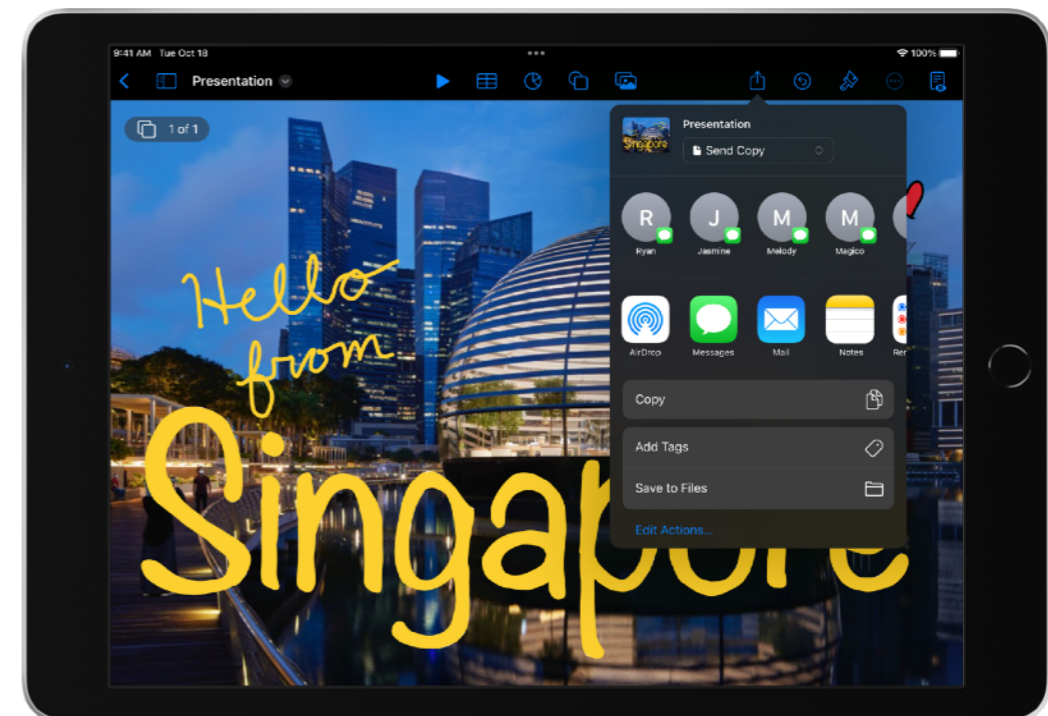 9:41 AM Tue Oct 18
100%
Presentation
1 of 1
Presentation
Singapore
Send Copy
R
J
M
M
Ryan
Jasmine
Melody
Magico
AirDrop
Messages
Mail
Notes
Copy
Add Tags
Save to Files
Edit Actions...
Hello
from
Singapore